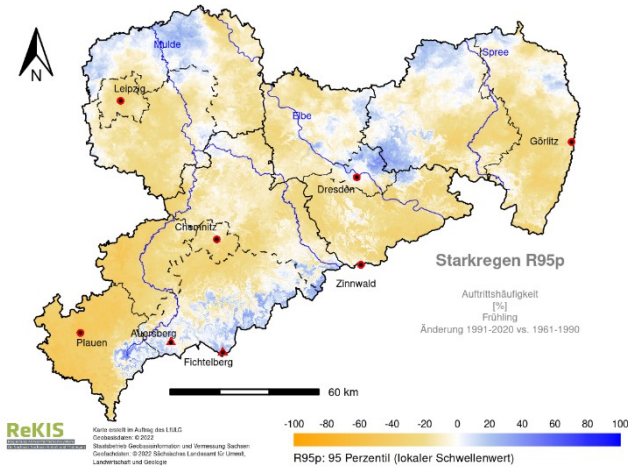 Mulde
Spree
Leipzig
Elbe
Görlitz
N
Dresden
Chemnitz
Starkregen R95p
Zinnwald
Auftrittshäufigkeit
[%]
Frühling
Änderung 1991-2020 vs. 1961-1990
Auersberg
Plauen
Fichtelberg
60 km
ReKIS
Karte erstellt im Auftrag des LfULG.
Geobasisdaten: © 2022
Staatsbetrieb Geobasisinformation und Vermessung Sachsen
Geofachdaten: © 2022 Sächsisches Landesamt für Umwelt,
Landwirtschaft und Geologie
-100 -80 -60 -40 -20 0 20 40 60 80 100
R95p: 95 Perzentil (lokaler Schwellenwert)